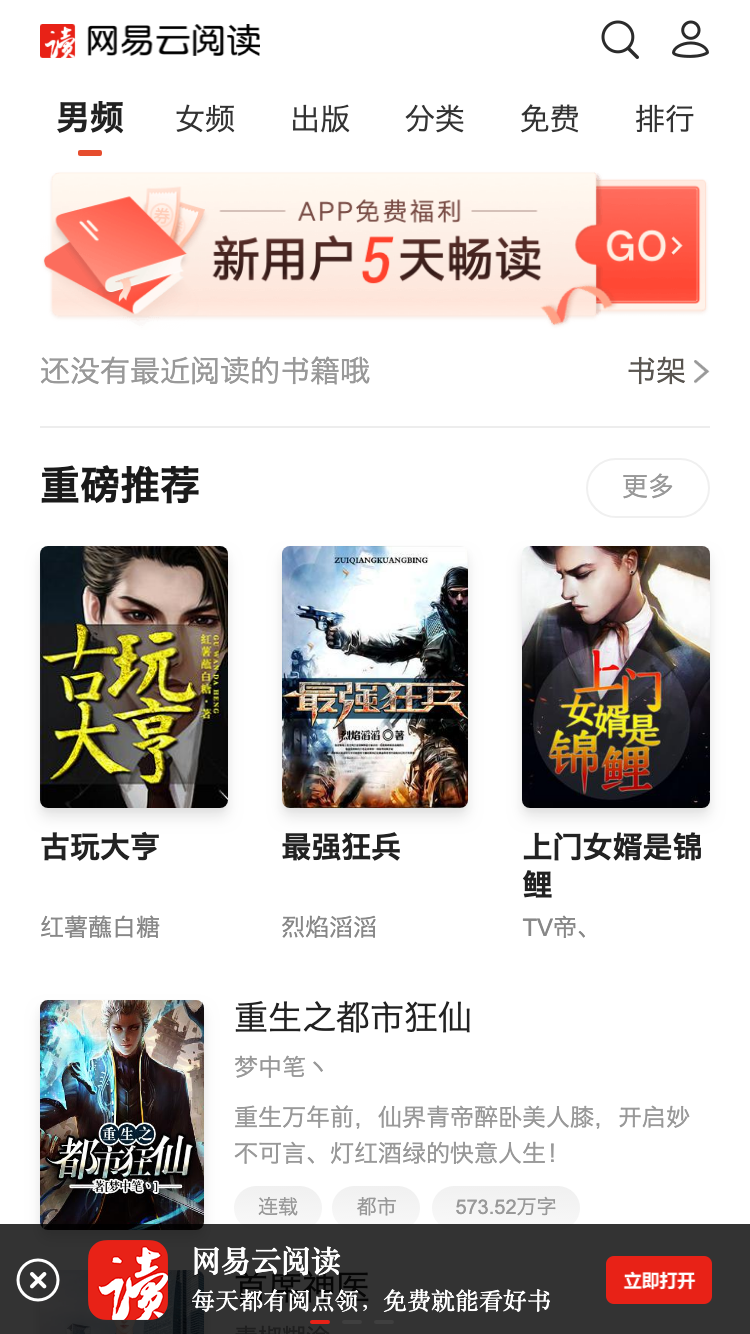 读 网易云阅读
男频 女频 出版 分类 免费 排行
券
APP免费福利
新用户5天畅读
GO
还没有最近阅读的书籍哦
书架
重磅推荐
更多
古玩大亨
红薯蘸白糖·著
GU WAN DA HENG
ZUIQIANGKUANGBING
最强狂兵
烈焰滔滔◎著
上门女婿是锦鲤
古玩大亨
最强狂兵
上门女婿是锦
鲤
红薯蘸白糖
烈焰滔滔
TV帝、
重生之
都市狂仙
著[梦中笔丶]
重生之都市狂仙
梦中笔丶
重生万年前，仙界青帝醉卧美人膝，开启妙
不可言、灯红酒绿的快意人生！
连载 都市 573.52万字
首席神医
读
网易云阅读
每天都有阅点领，免费就能看好书
立即打开